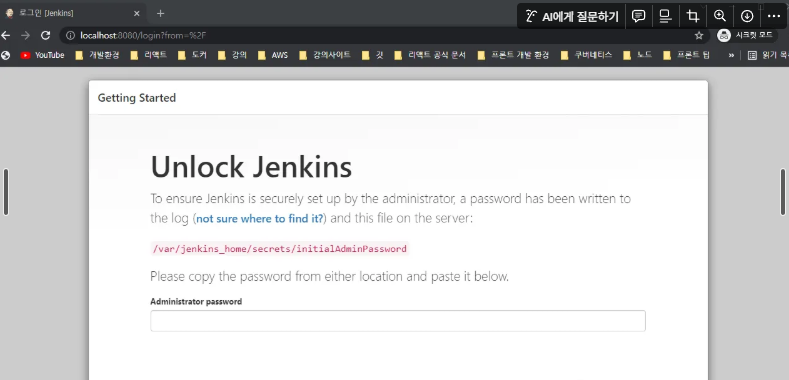 로그인 [Jenkins]
AI에게 질문하기
localhost:8080/login?from=%2F
시크릿 모드
YouTube 개발환경 리액트 도커 강의 AWS 강의사이트 깃 리액트 공식 문서 프론트 개발 환경 쿠버네티스 노드 프론트 팁 » 읽기 목
Getting Started
Unlock Jenkins
To ensure Jenkins is securely set up by the administrator, a password has been written to
the log (not sure where to find it?) and this file on the server:
/var/jenkins_home/secrets/initialAdminPassword
Please copy the password from either location and paste it below.
Administrator password